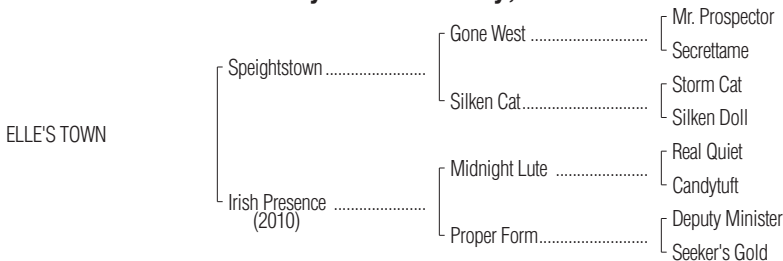 Mr. Prospector
Gone West ............................
Secrettame
Speightstown ........................
Storm Cat
Silken Cat............................
Silken Doll
ELLE'S TOWN
Real Quiet
Midnight Lute ......................
Candytuft
Irish Presence ......................
(2010)
Deputy Minister
Proper Form..........................
Seeker's Gold